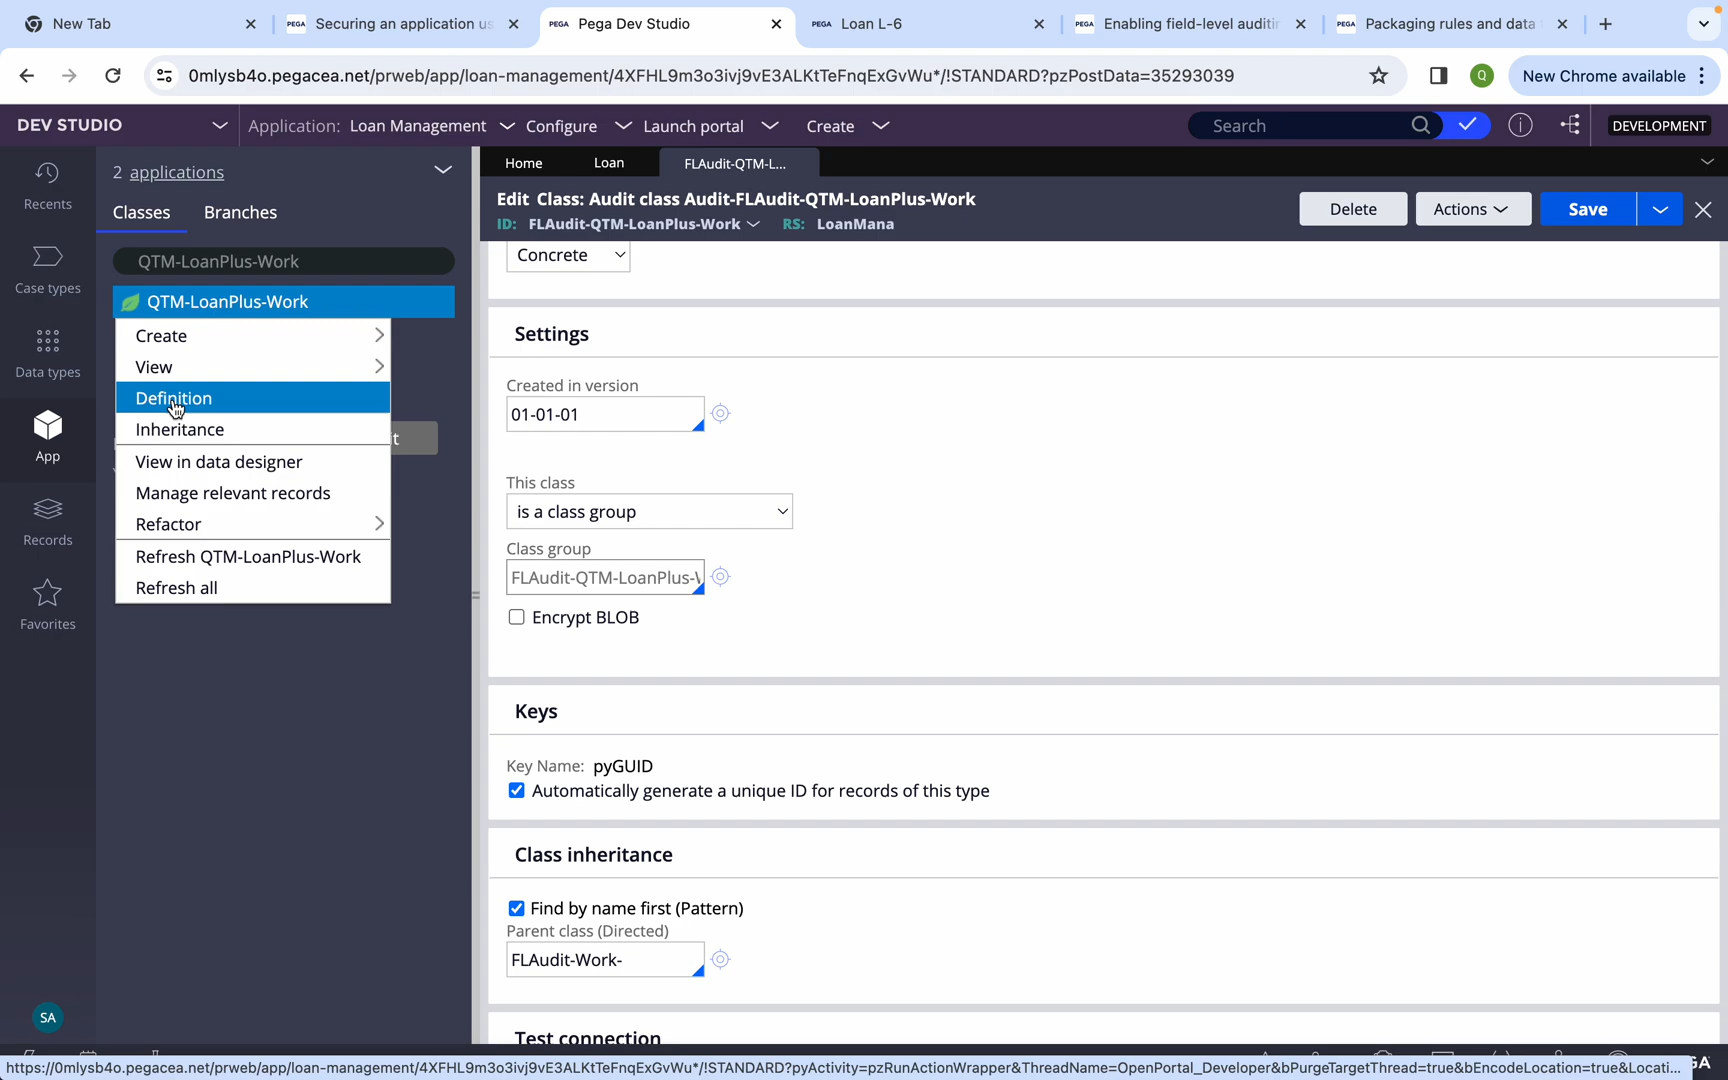 New Tab
PEGA Securing an application us
PEGA Pega Dev Studio
PEGA Loan L-6
PEGA Enabling field-level auditin
PEGA Packaging rules and data
0mlysb4o.pegacea.net/prweb/app/loan-management/4XFHL9m3o3ivj9vE3ALKtTeFnqExGvWu*/!STANDARD?pzPostData=35293039
Q
New Chrome available
DEV STUDIO
Application: Loan Management
Configure
Launch portal
Create
Search
DEVELOPMENT
Recents
Case types
Data types
App
Records
Favorites
SA
2 applications
Classes
Branches
QTM-LoanPlus-Work
QTM-LoanPlus-Work
Create
View
Definition
Inheritance
View in data designer
Manage relevant records
Refactor
Refresh QTM-LoanPlus-Work
Refresh all
t
Home
Loan
FLAudit-QTM-L...
Edit Class: Audit class Audit-FLAudit-QTM-LoanPlus-Work
ID: FLAudit-QTM-LoanPlus-Work
RS: LoanMana
Delete
Actions
Save
Concrete
Settings
Created in version
01-01-01
This class
is a class group
Class group
FLAudit-QTM-LoanPlus-W
Encrypt BLOB
Keys
Key Name: pyGUID
Automatically generate a unique ID for records of this type
Class inheritance
Find by name first (Pattern)
Parent class (Directed)
FLAudit-Work-
Test connection
https://0mlysb4o.pegacea.net/prweb/app/loan-management/4XFHL9m3o3ivj9vE3ALKtTeFnqExGvWu*/!STANDARD?pyActivity=pzRunActionWrapper&ThreadName=OpenPortal_Developer&bPurgeTargetThread=true&bEncodeLocation=true&Locati...
GA